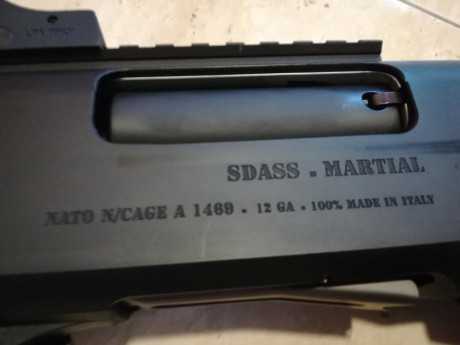 SDASS . MARTIAL
NATO N/CAGE A 1469 . 12 GA . 100% MADE IN ITALY